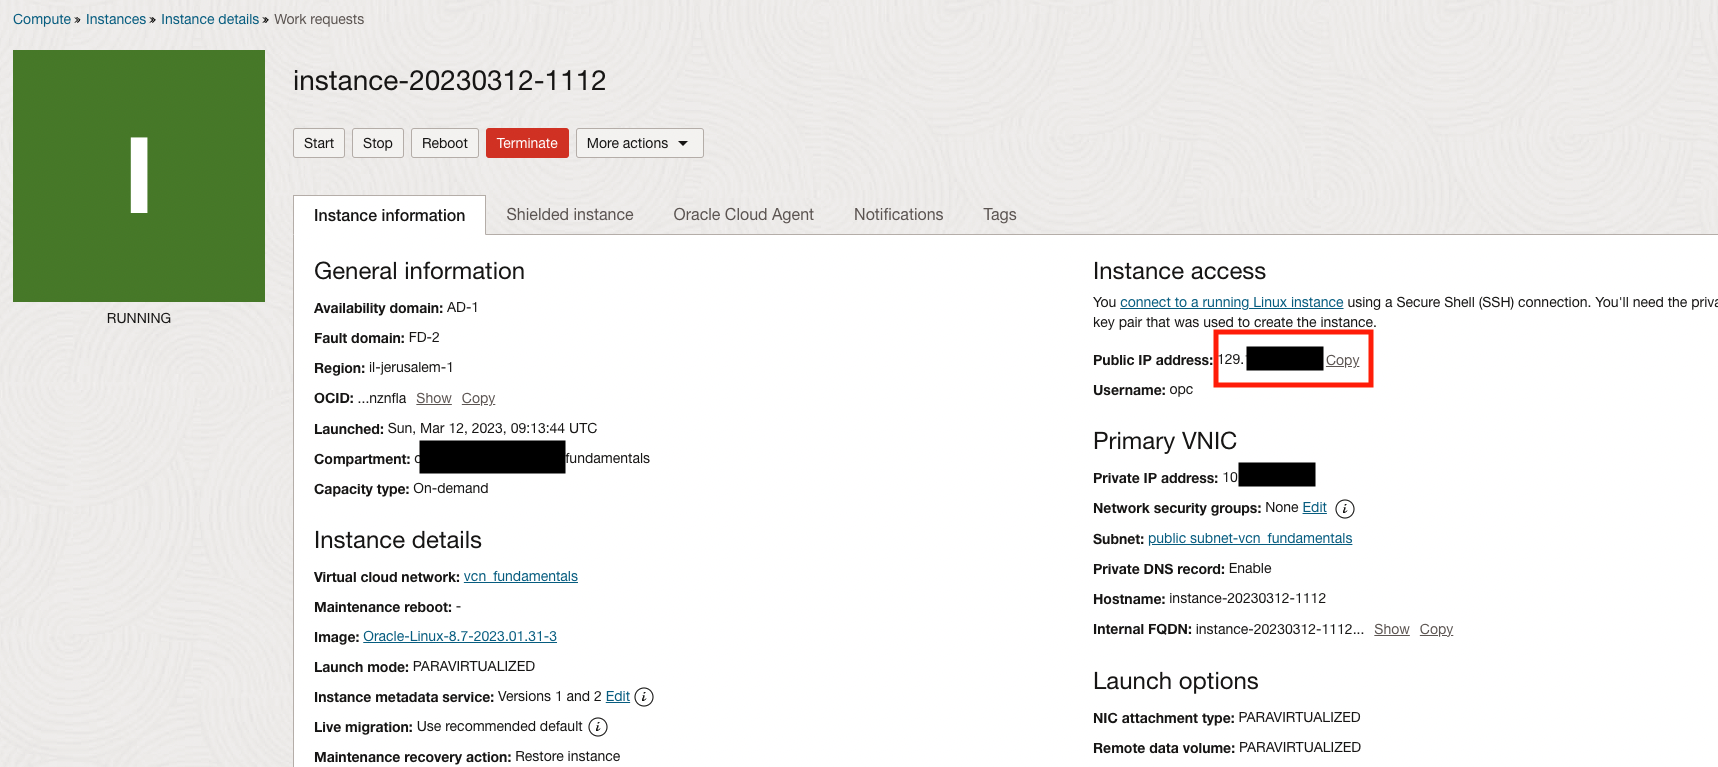 Compute » Instances » Instance details » Work requests
I
RUNNING
instance-20230312-1112
Start Stop Reboot Terminate More actions
Instance information Shielded instance Oracle Cloud Agent Notifications Tags
General information
Availability domain: AD-1
Fault domain: FD-2
Region: il-jerusalem-1
OCID: ...nznfla Show Copy
Launched: Sun, Mar 12, 2023, 09:13:44 UTC
Compartment: fundamentals
Capacity type: On-demand
Instance details
Virtual cloud network: vcn_fundamentals
Maintenance reboot: -
Image: Oracle-Linux-8.7-2023.01.31-3
Launch mode: PARAVIRTUALIZED
Instance metadata service: Versions 1 and 2 Edit i
Live migration: Use recommended default i
Maintenance recovery action: Restore instance
Instance access
You connect to a running Linux instance using a Secure Shell (SSH) connection. You'll need the priva
key pair that was used to create the instance.
Public IP address: 129. Copy
Username: opc
Primary VNIC
Private IP address: 10
Network security groups: None Edit i
Subnet: public subnet-vcn_fundamentals
Private DNS record: Enable
Hostname: instance-20230312-1112
Internal FQDN: instance-20230312-1112... Show Copy
Launch options
NIC attachment type: PARAVIRTUALIZED
Remote data volume: PARAVIRTUALIZED